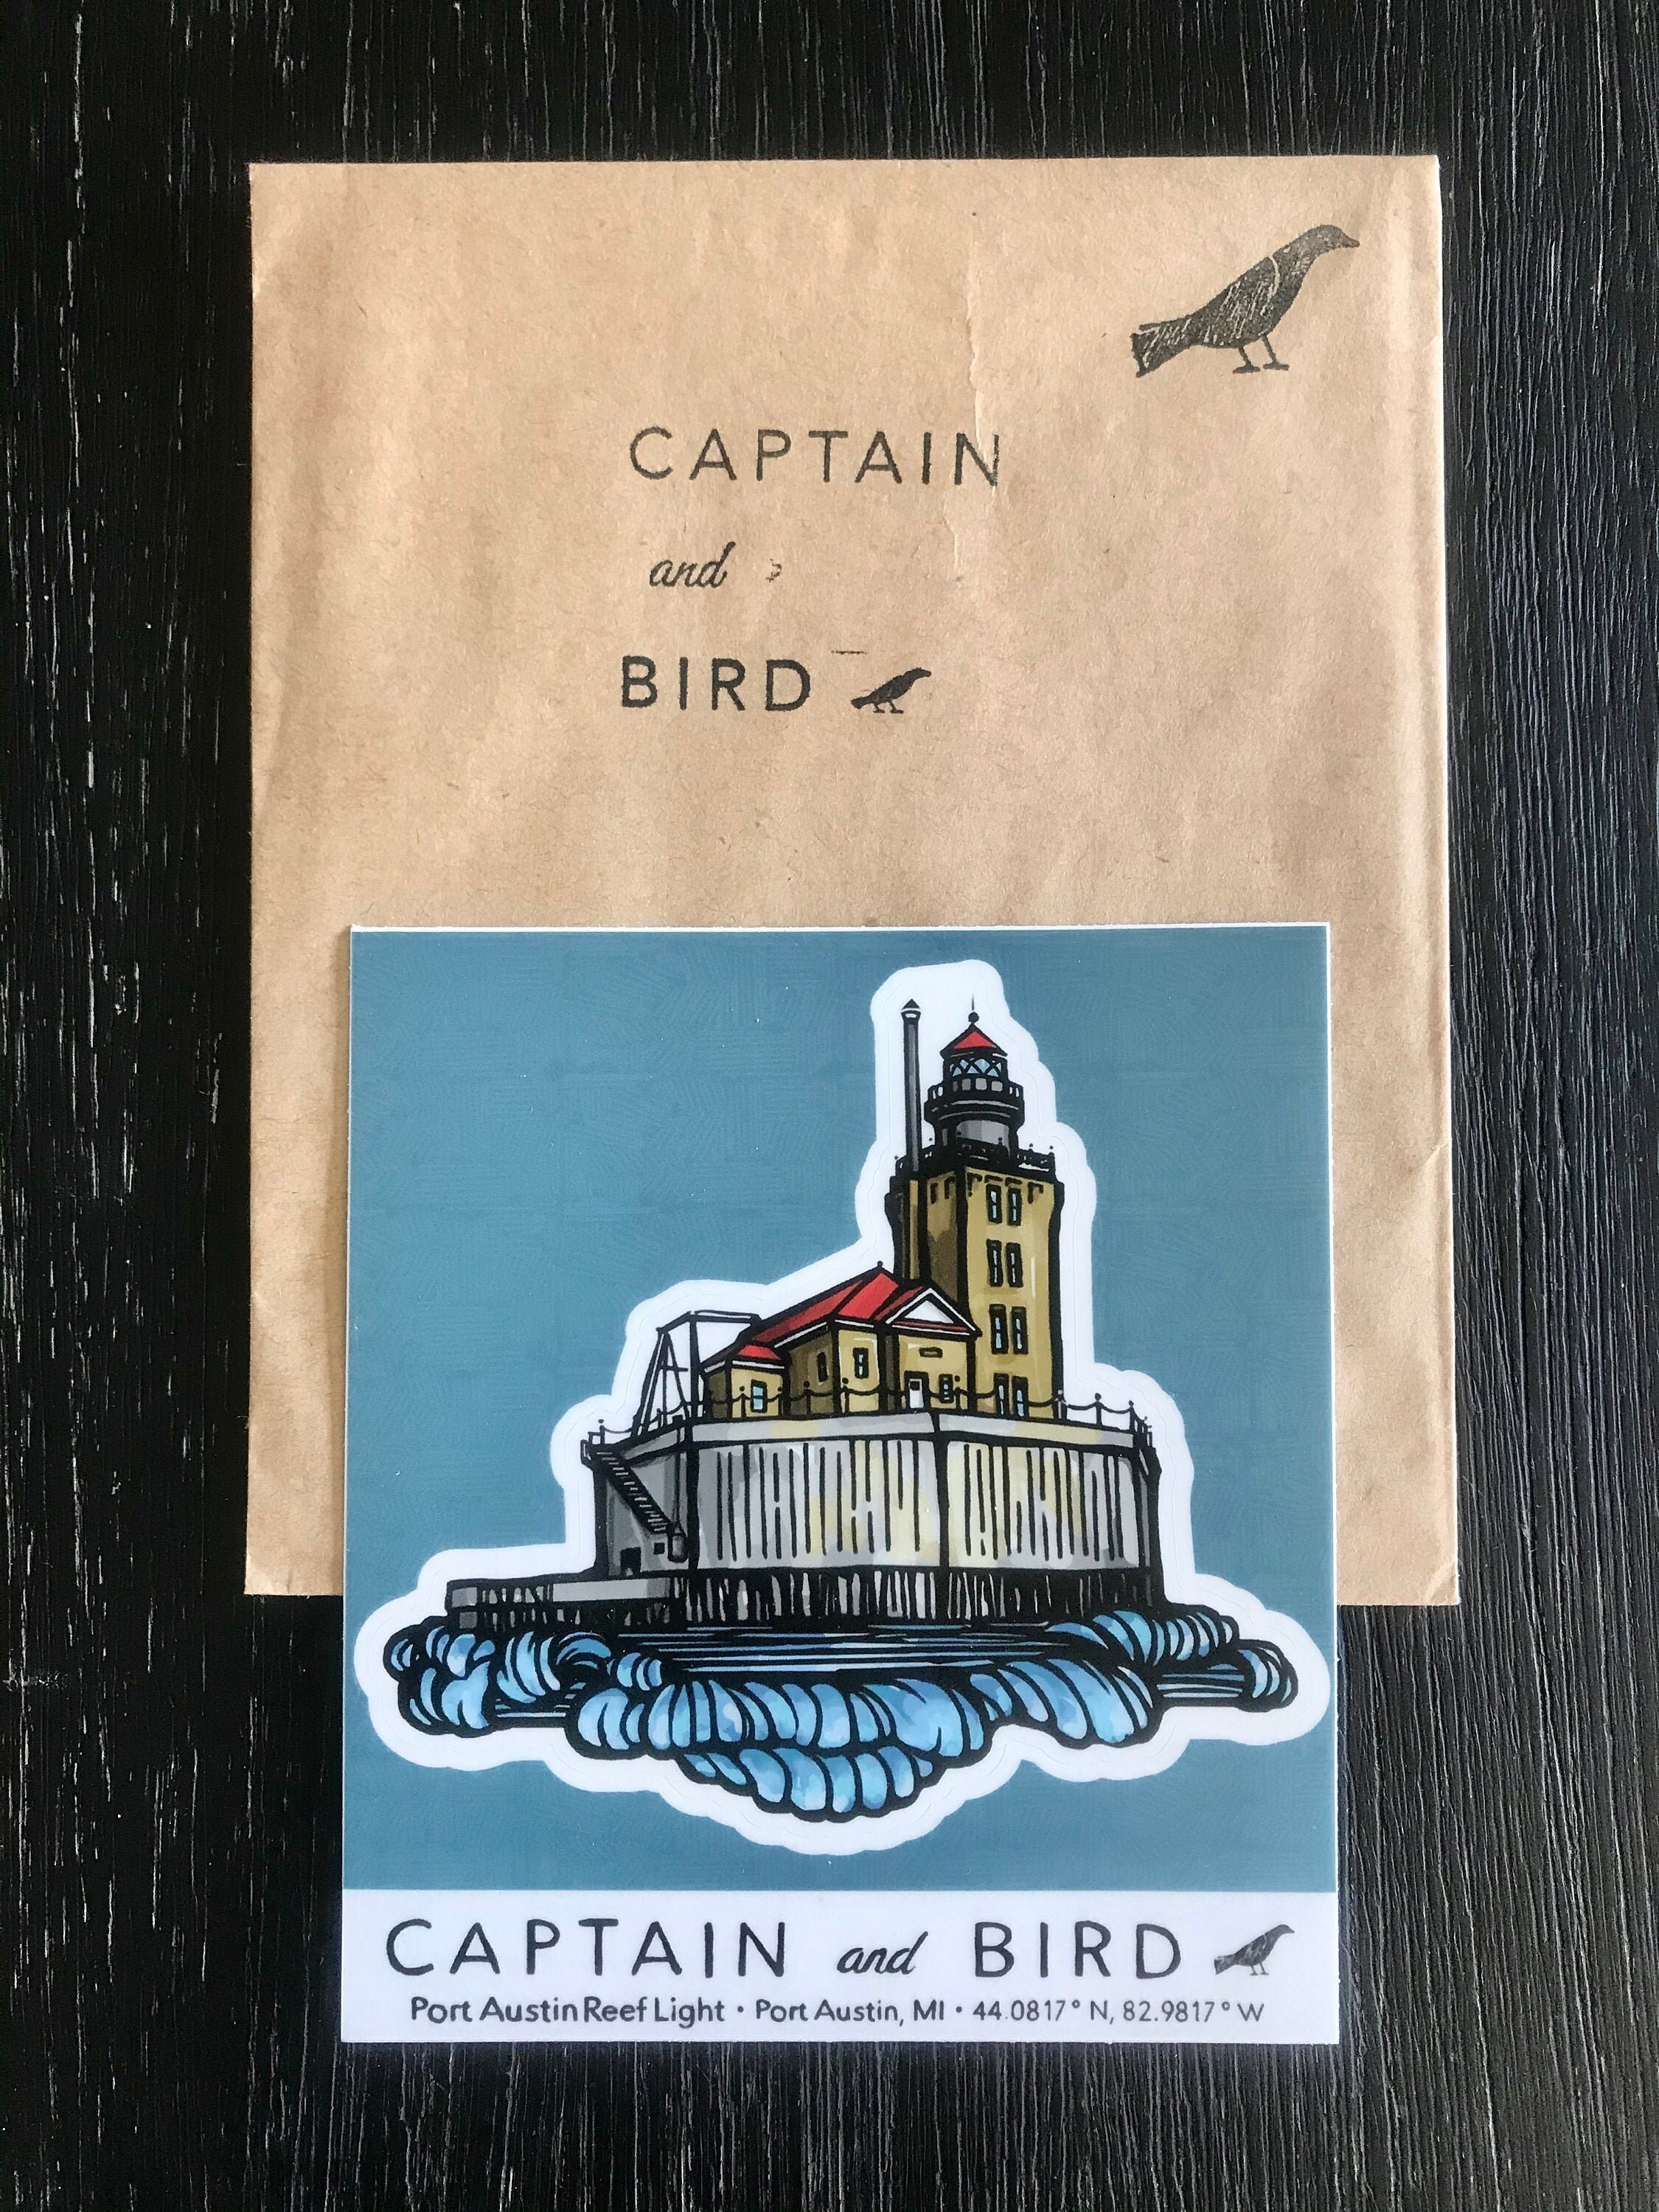 CAPTAIN
and
BIRD
CAPTAIN and BIRD
Port Austin Reef Light • Port Austin, MI • 44.0817° N, 82.9817° W